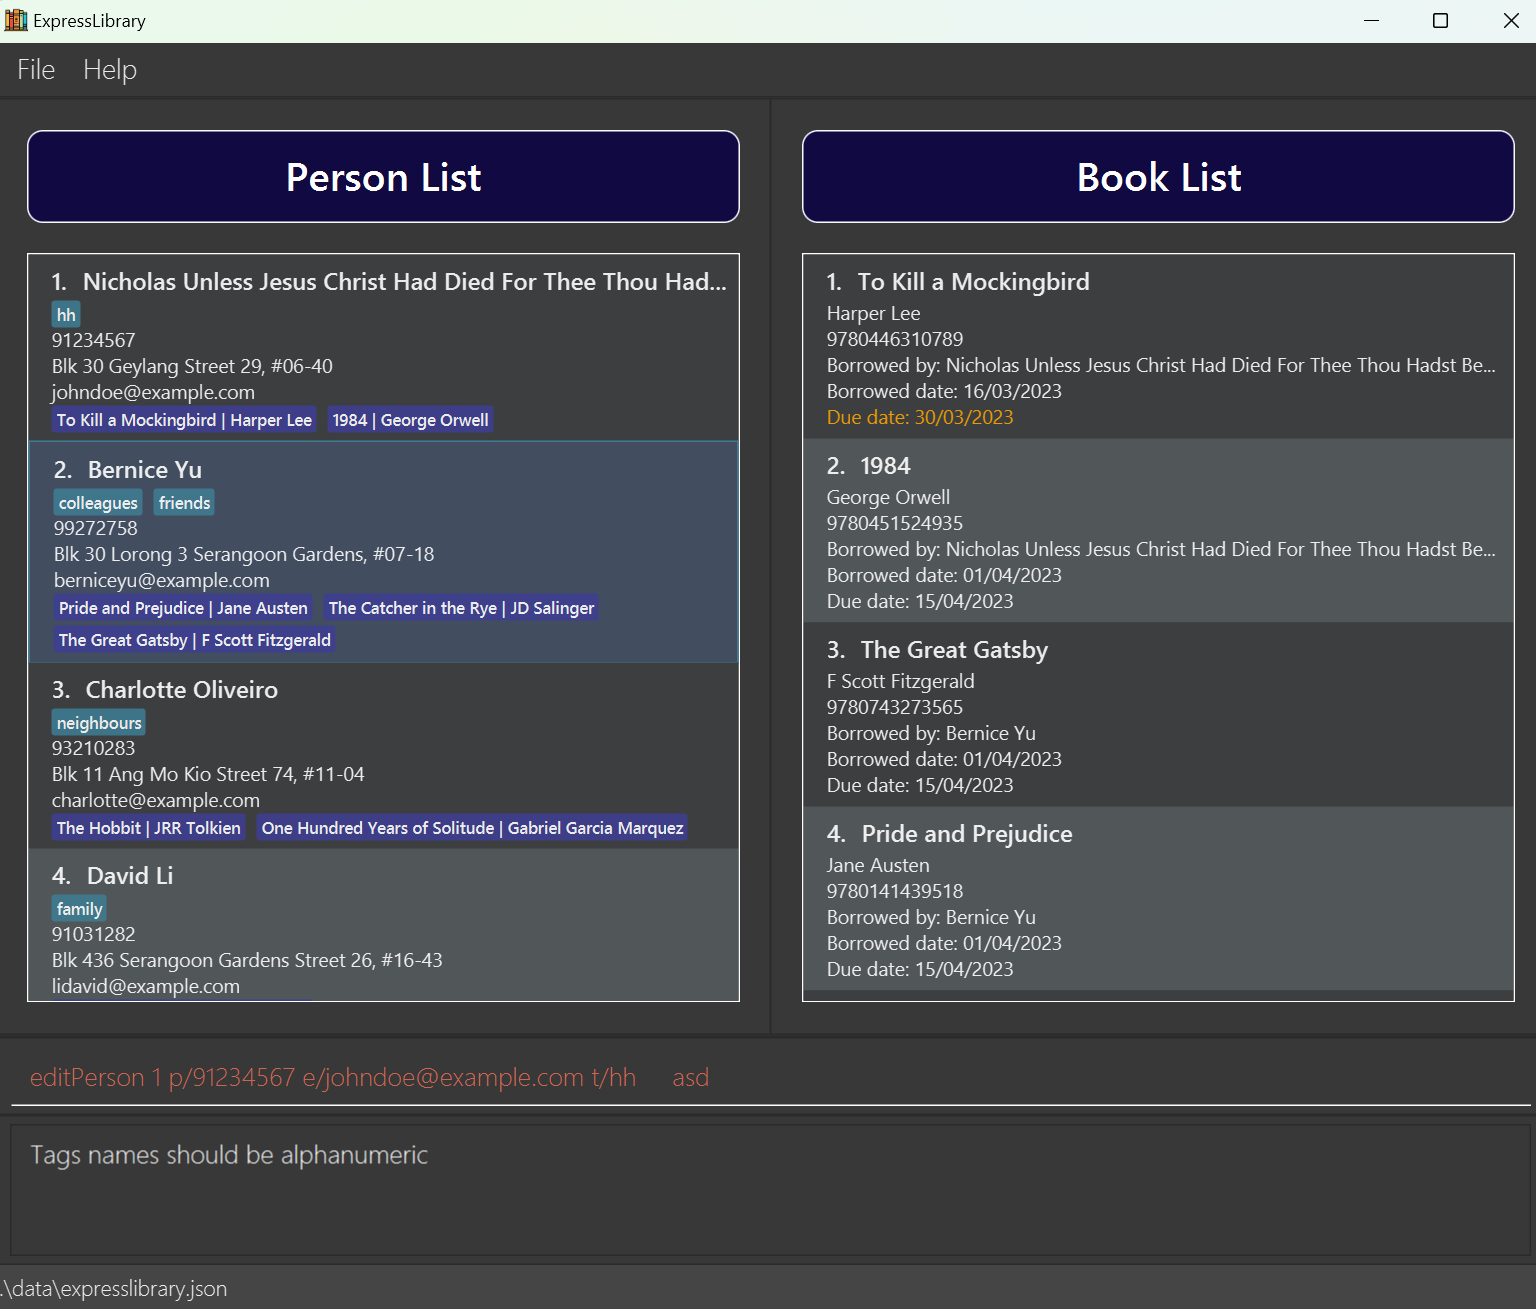 ExpressLibrary
File Help
Person List
1. Nicholas Unless Jesus Christ Had Died For Thee Thou Had...
hh
91234567
Blk 30 Geylang Street 29, #06-40
johndoe@example.com
To Kill a Mockingbird | Harper Lee 1984 | George Orwell
2. Bernice Yu
colleagues friends
99272758
Blk 30 Lorong 3 Serangoon Gardens, #07-18
berniceyu@example.com
Pride and Prejudice | Jane Austen The Catcher in the Rye | JD Salinger
The Great Gatsby | F Scott Fitzgerald
3. Charlotte Oliveiro
neighbours
93210283
Blk 11 Ang Mo Kio Street 74, #11-04
charlotte@example.com
The Hobbit | JRR Tolkien One Hundred Years of Solitude | Gabriel Garcia Marquez
4. David Li
family
91031282
Blk 436 Serangoon Gardens Street 26, #16-43
lidavid@example.com
Book List
1. To Kill a Mockingbird
Harper Lee
9780446310789
Borrowed by: Nicholas Unless Jesus Christ Had Died For Thee Thou Hadst Be...
Borrowed date: 16/03/2023
Due date: 30/03/2023
2. 1984
George Orwell
9780451524935
Borrowed by: Nicholas Unless Jesus Christ Had Died For Thee Thou Hadst Be...
Borrowed date: 01/04/2023
Due date: 15/04/2023
3. The Great Gatsby
F Scott Fitzgerald
9780743273565
Borrowed by: Bernice Yu
Borrowed date: 01/04/2023
Due date: 15/04/2023
4. Pride and Prejudice
Jane Austen
9780141439518
Borrowed by: Bernice Yu
Borrowed date: 01/04/2023
Due date: 15/04/2023
editPerson 1 p/91234567 e/johndoe@example.com t/hh asd
Tags names should be alphanumeric
.\data\expresslibrary.json